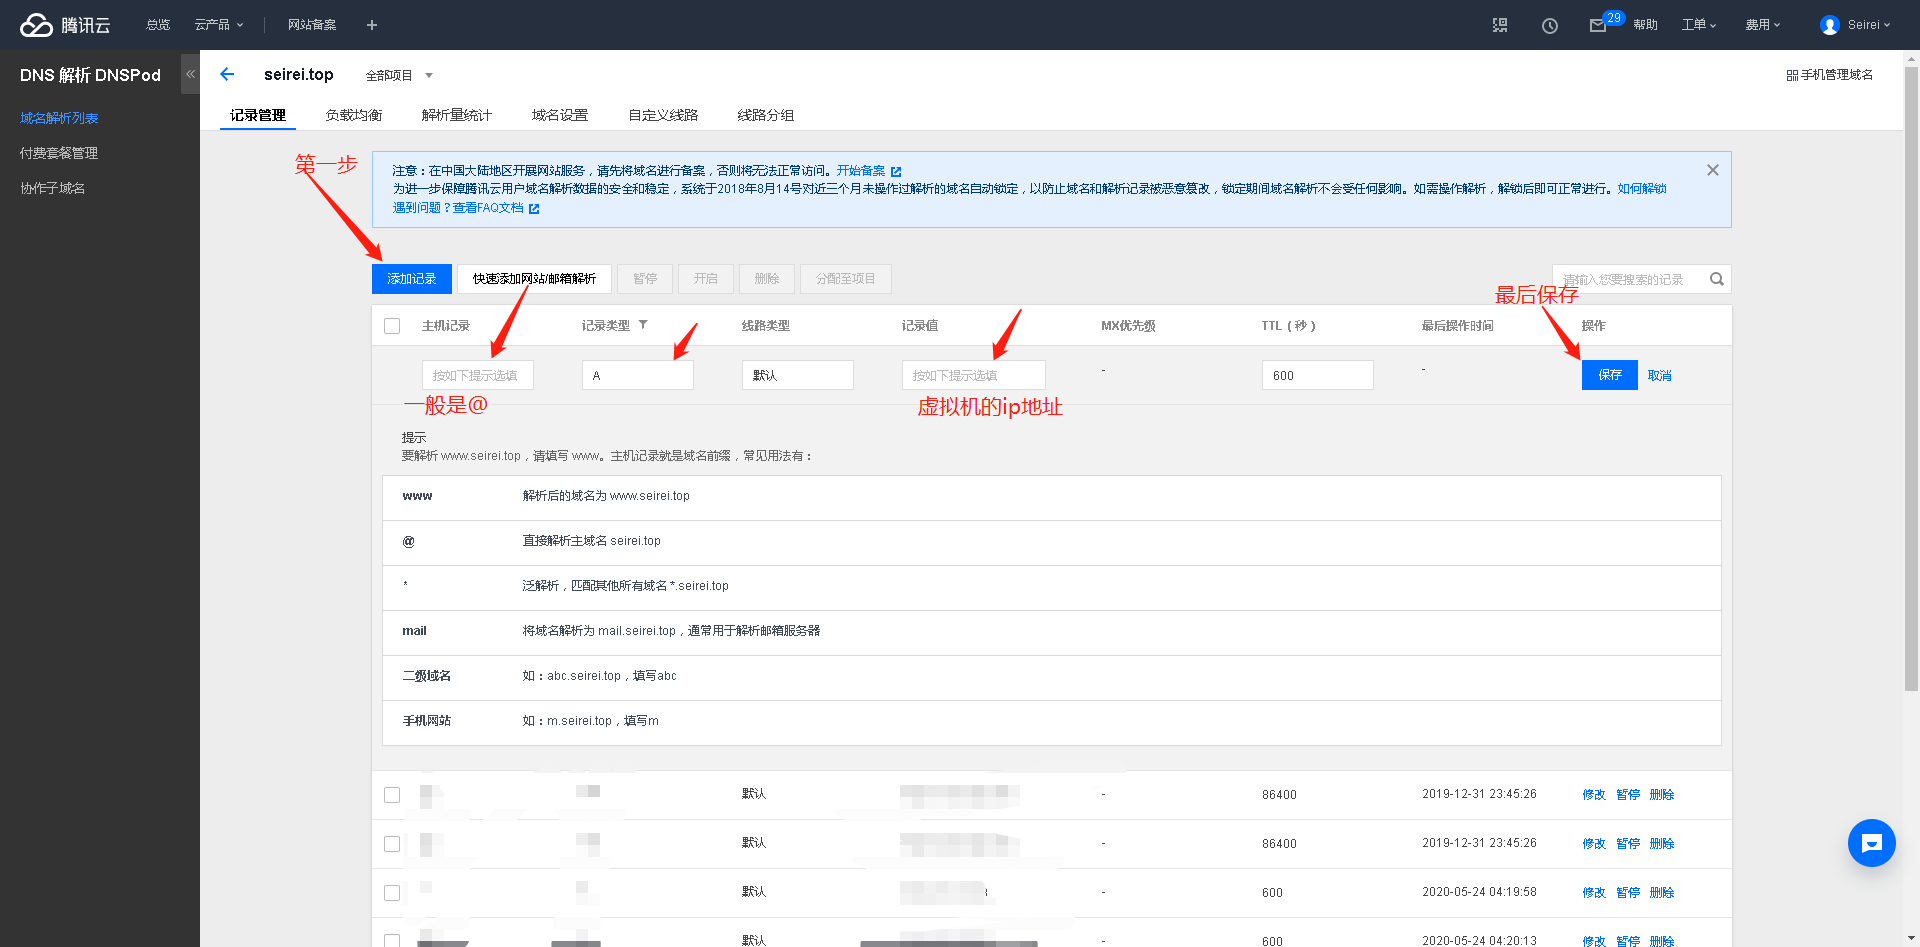 腾讯云 总览 云产品 网站备案 + 29 帮助 工单 费用 Seirei
DNS 解析 DNSPod «
域名解析列表
付费套餐管理
协作子域名
seirei.top 全部项目 手机管理域名
记录管理 负载均衡 解析量统计 域名设置 自定义线路 线路分组
第一步
注意：在中国大陆地区开展网站服务，请先将域名进行备案，否则将无法正常访问。开始备案
为进一步保障腾讯云用户域名解析数据的安全和稳定，系统于2018年8月14号对近三个月未操作过解析的域名自动锁定，以防止域名和解析记录被恶意篡改，锁定期间域名解析不会受任何影响。如需操作解析，解锁后即可正常进行。如何解锁
遇到问题？查看FAQ文档
添加记录 快速添加网站/邮箱解析 暂停 开启 删除 分配至项目 请输入您要搜索的记录
最后保存
主机记录 记录类型 线路类型 记录值 MX优先级 TTL（秒） 最后操作时间 操作
按如下提示选填 A 默认 按如下提示选填 - 600 - 保存 取消
一般是@ 虚拟机的ip地址
提示
要解析 www.seirei.top，请填写 www。主机记录就是域名前缀，常见用法有：
www 解析后的域名为 www.seirei.top
@ 直接解析主域名 seirei.top
* 泛解析，匹配其他所有域名 *.seirei.top
mail 将域名解析为 mail.seirei.top，通常用于解析邮箱服务器
二级域名 如：abc.seirei.top，填写abc
手机网站 如：m.seirei.top，填写m
默认 - 86400 2019-12-31 23:45:26 修改 暂停 删除
默认 - 86400 2019-12-31 23:45:26 修改 暂停 删除
默认 - 600 2020-05-24 04:19:58 修改 暂停 删除
默认 - 600 2020-05-24 04:20:13 修改 暂停 删除